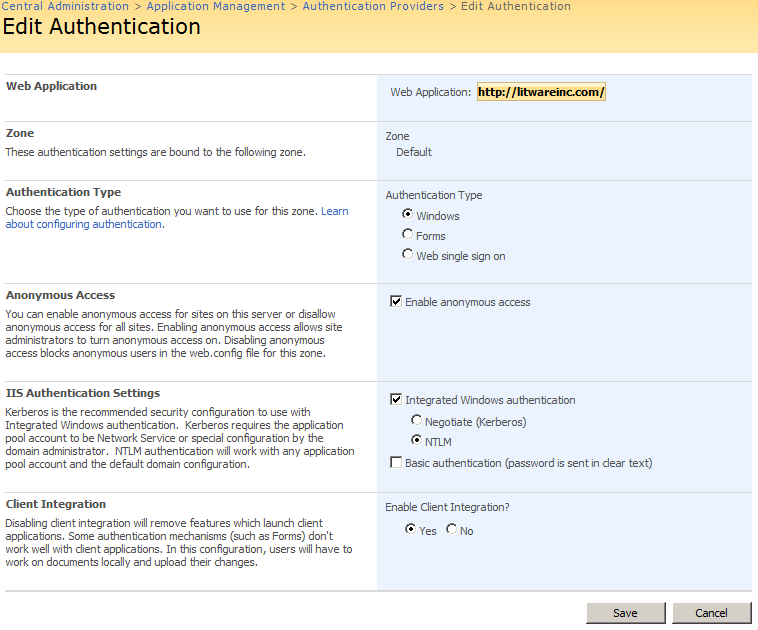 Central Administration > Application Management > Authentication Providers > Edit Authentication
Edit Authentication
Web Application
Web Application: http://litwareinc.com/
Zone
These authentication settings are bound to the following zone.
Zone
Default
Authentication Type
Choose the type of authentication you want to use for this zone. Learn
about configuring authentication.
Authentication Type
Windows
Forms
Web single sign on
Anonymous Access
You can enable anonymous access for sites on this server or disallow
anonymous access for all sites. Enabling anonymous access allows site
administrators to turn anonymous access on. Disabling anonymous
access blocks anonymous users in the web.config file for this zone.
Enable anonymous access
IIS Authentication Settings
Kerberos is the recommended security configuration to use with
Integrated Windows authentication. Kerberos requires the application
pool account to be Network Service or special configuration by the
domain administrator. NTLM authentication will work with any application
pool account and the default domain configuration.
Integrated Windows authentication
Negotiate (Kerberos)
NTLM
Basic authentication (password is sent in clear text)
Client Integration
Disabling client integration will remove features which launch client
applications. Some authentication mechanisms (such as Forms) don't
work well with client applications. In this configuration, users will have to
work on documents locally and upload their changes.
Enable Client Integration?
Yes No
Save Cancel